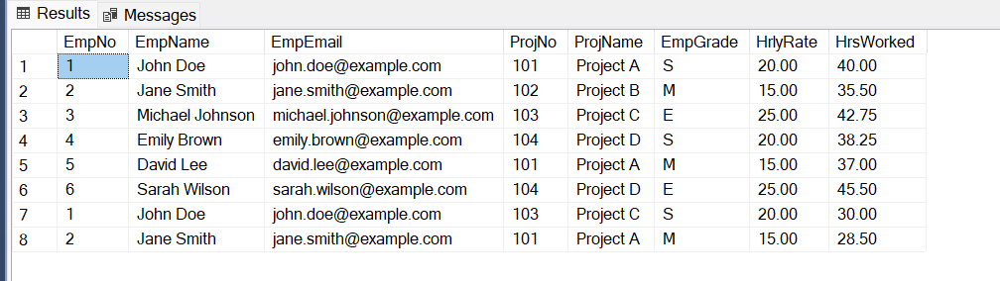 Results Messages
EmpNo EmpName EmpEmail ProjNo ProjName EmpGrade HrlyRate HrsWorked
1 1 John Doe john.doe@example.com 101 Project A S 20.00 40.00
2 2 Jane Smith jane.smith@example.com 102 Project B M 15.00 35.50
3 3 Michael Johnson michael.johnson@example.com 103 Project C E 25.00 42.75
4 4 Emily Brown emily.brown@example.com 104 Project D S 20.00 38.25
5 5 David Lee david.lee@example.com 101 Project A M 15.00 37.00
6 6 Sarah Wilson sarah.wilson@example.com 104 Project D E 25.00 45.50
7 1 John Doe john.doe@example.com 103 Project C S 20.00 30.00
8 2 Jane Smith jane.smith@example.com 101 Project A M 15.00 28.50